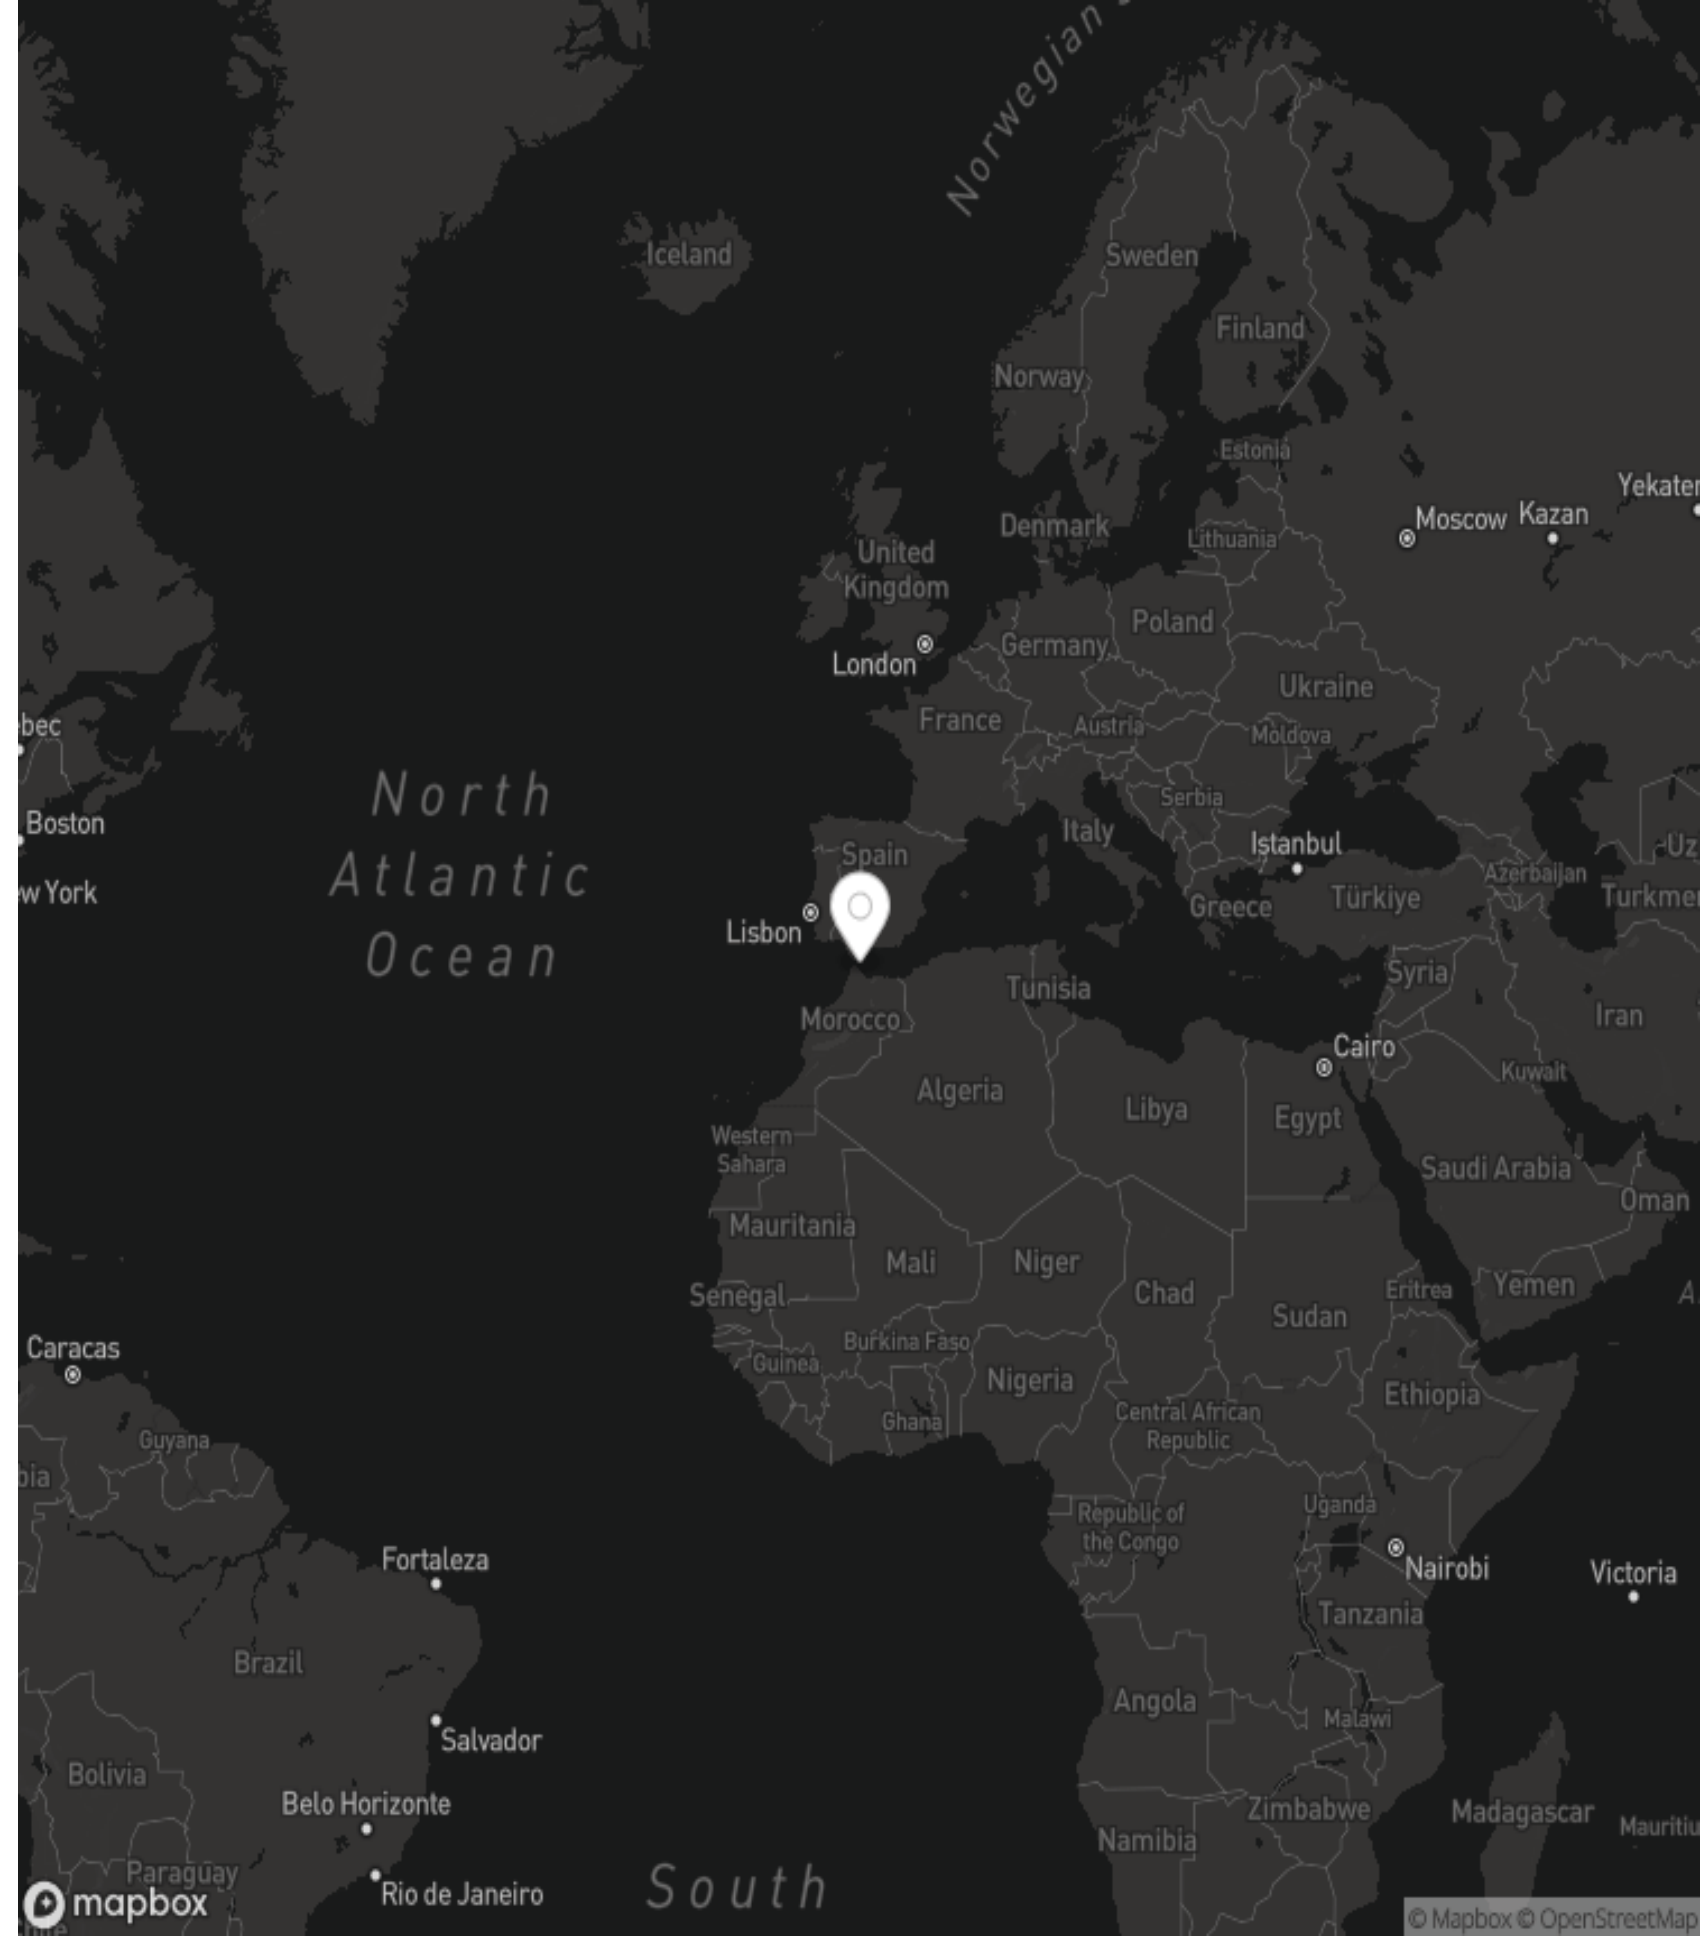 Norwegian
Iceland
Sweden
Finland
Norway
Estonia
Yekater
Moscow
Kazan
Denmark
Lithuania
United
Kingdom
Poland
Germany
London
Ukraine
France
Austria
Moldova
bec
North
Atlantic
Ocean
Serbia
Boston
Italy
Istanbul
Spain
Uz
Azerbaijan
ew York
Türkiye
Turkmen
Greece
Lisbon
Syria
Tunisia
Iran
Morocco
Cairo
Kuwait
Algeria
Libya
Egypt
Western
Sahara
Saudi Arabia
Oman
Mauritania
Mali
Niger
Chad
Eritrea
Yemen
A
Senegal
Sudan
Burkina Faso
Caracas
Guinea
Nigeria
Ethiopia
Central African
Republic
Ghana
Guyana
bia
Uganda
Republic of
the Congo
Fortaleza
Nairobi
Victoria
Tanzania
Brazil
Angola
Malawi
Salvador
Bolivia
Belo Horizonte
Zimbabwe
Madagascar
Mauritiu
Namibia
Paraguay
South
Rio de Janeiro
mapbox
© Mapbox © OpenStreetMap